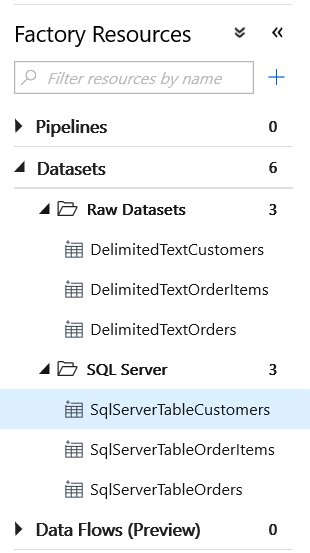 Factory Resources
Filter resources by name
Pipelines 0
Datasets 6
Raw Datasets 3
DelimitedTextCustomers
DelimitedTextOrderItems
DelimitedTextOrders
SQL Server 3
SqlServerTableCustomers
SqlServerTableOrderItems
SqlServerTableOrders
Data Flows (Preview) 0